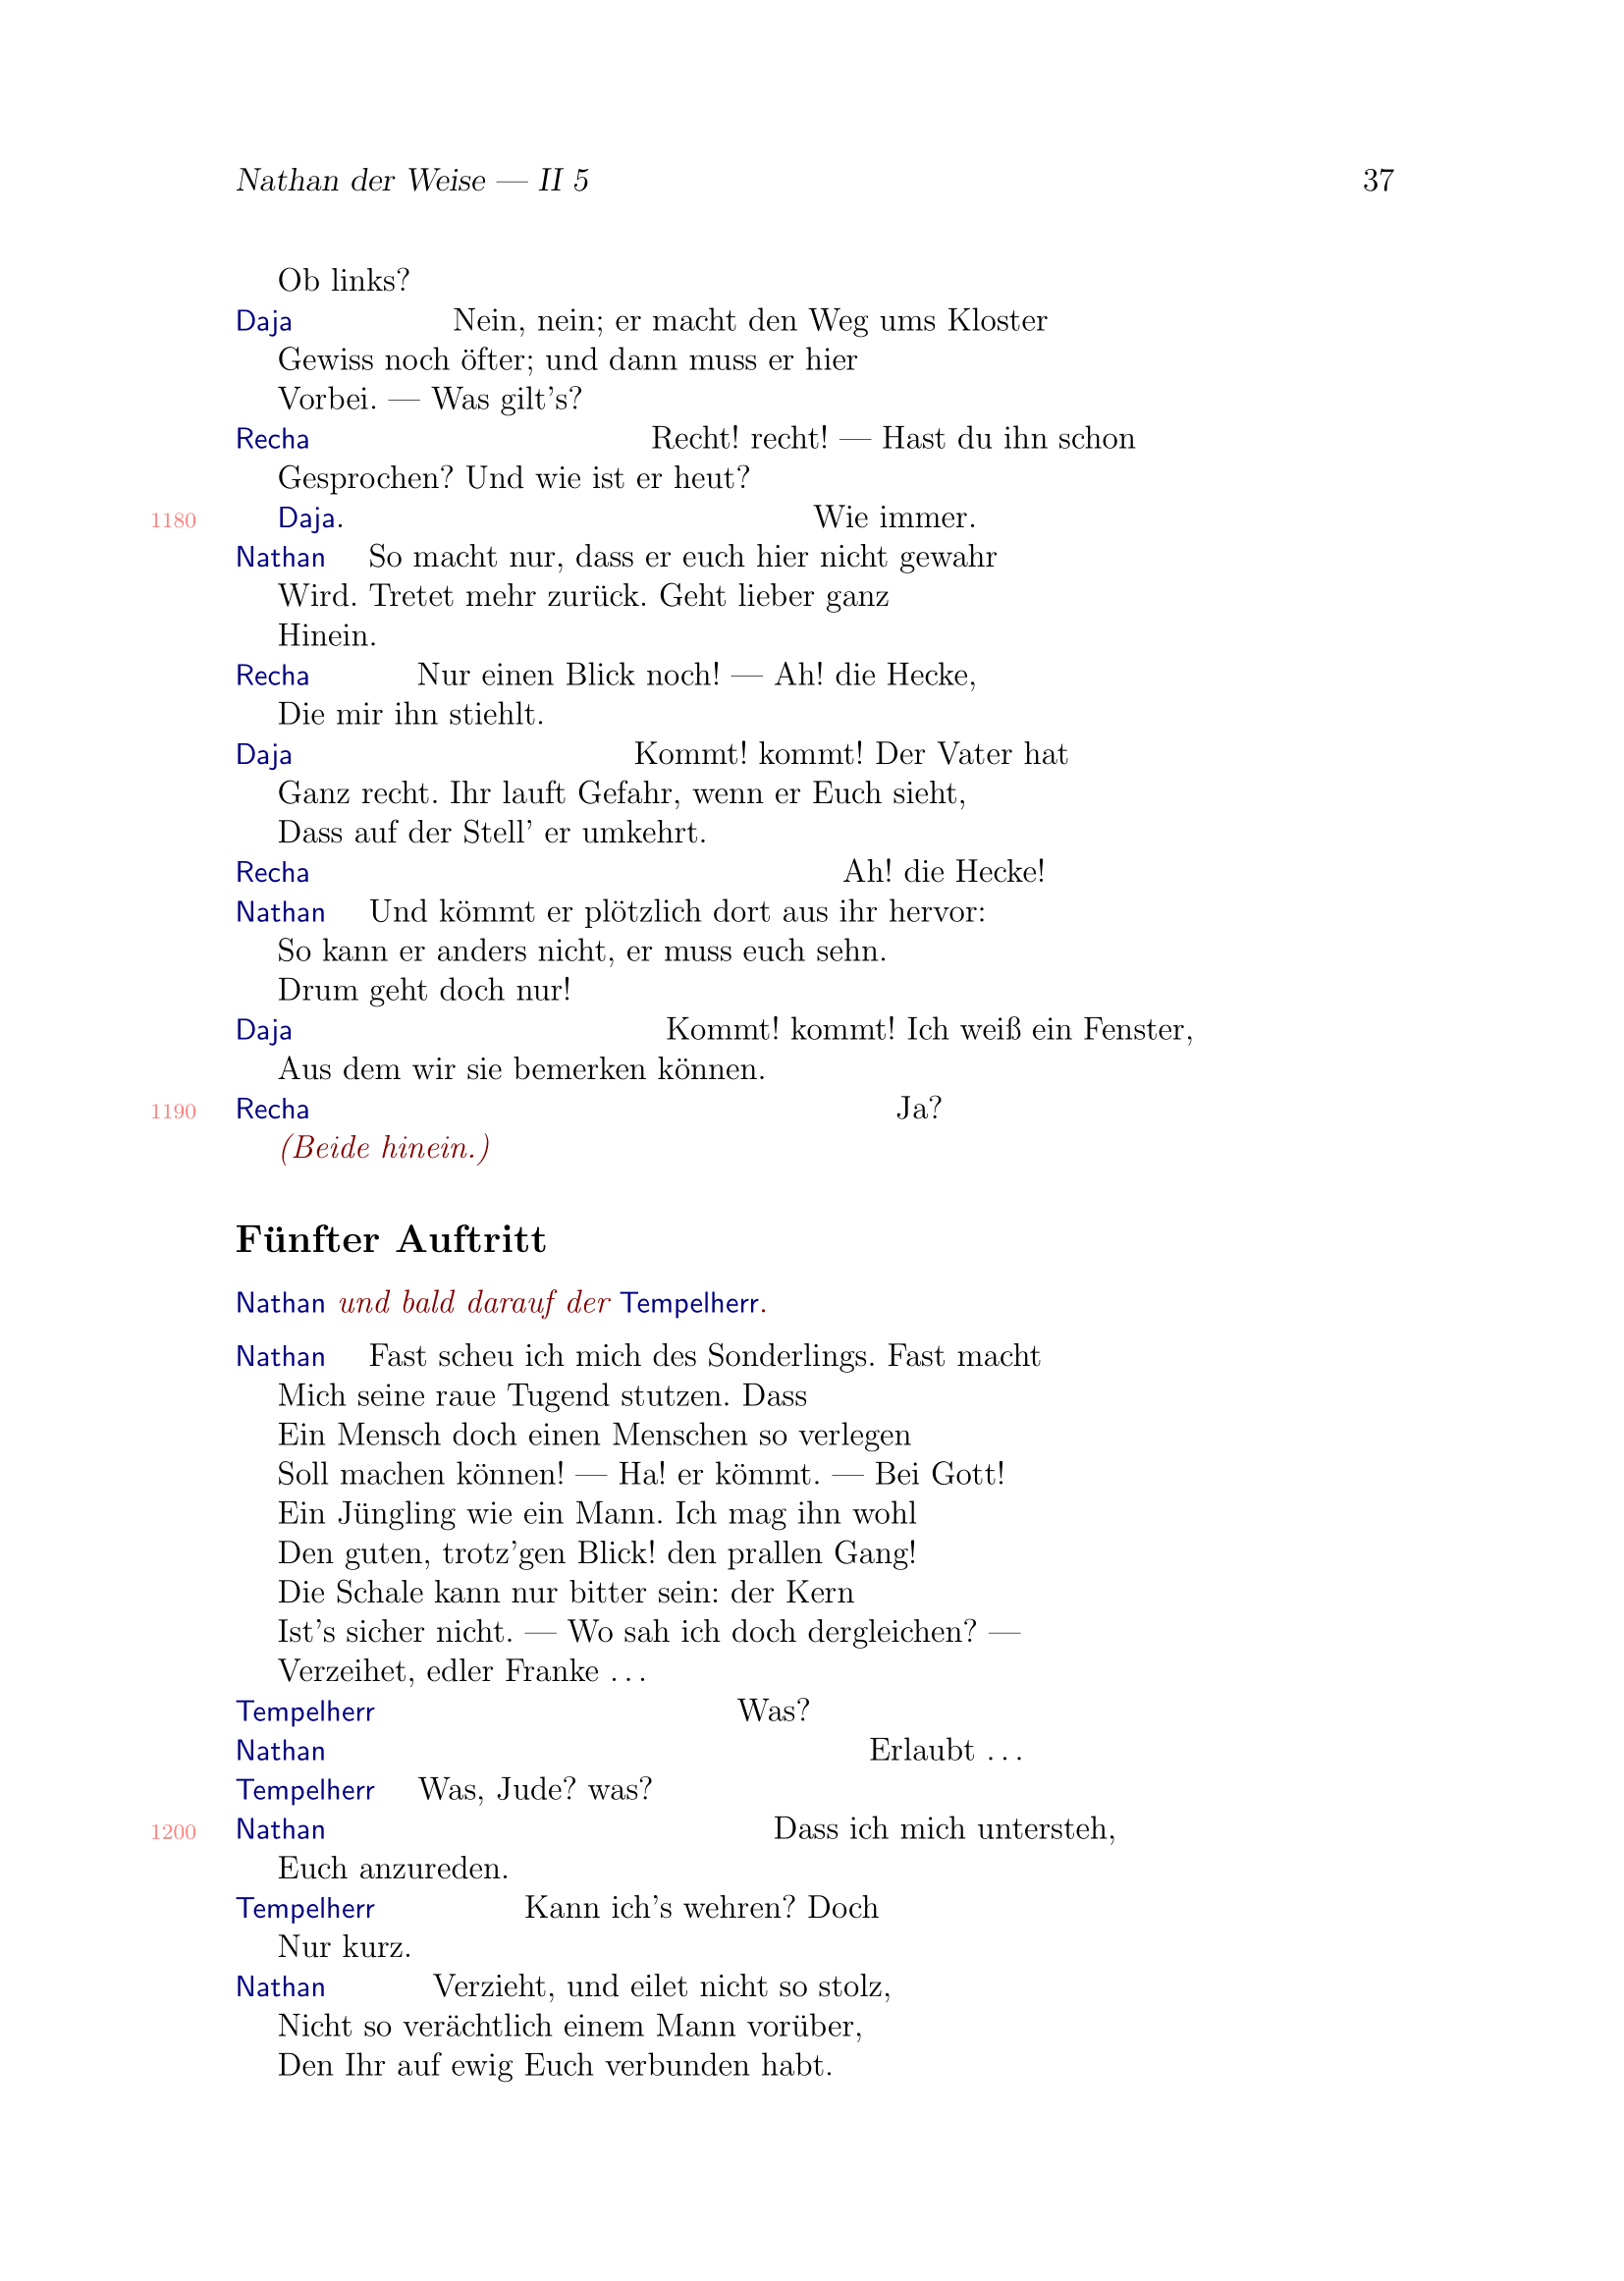 Nathan der Weise — II 5 37
Ob links?
Daja Nein, nein; er macht den Weg ums Kloster
Gewiss noch öfter; und dann muss er hier
Vorbei. — Was gilt’s?
Recha Recht! recht! — Hast du ihn schon
Gesprochen? Und wie ist er heut?
1180 Daja. Wie immer.
Nathan So macht nur, dass er euch hier nicht gewahr
Wird. Tretet mehr zurück. Geht lieber ganz
Hinein.
Recha Nur einen Blick noch! — Ah! die Hecke,
Die mir ihn stiehlt.
Daja Kommt! kommt! Der Vater hat
Ganz recht. Ihr lauft Gefahr, wenn er Euch sieht,
Dass auf der Stell’ er umkehrt.
Recha Ah! die Hecke!
Nathan Und kömmt er plötzlich dort aus ihr hervor:
So kann er anders nicht, er muss euch sehn.
Drum geht doch nur!
Daja Kommt! kommt! Ich weiß ein Fenster,
Aus dem wir sie bemerken können.
1190 Recha Ja?
(Beide hinein.)
Fünfter Auftritt
Nathan und bald darauf der Tempelherr.
Nathan Fast scheu ich mich des Sonderlings. Fast macht
Mich seine raue Tugend stutzen. Dass
Ein Mensch doch einen Menschen so verlegen
Soll machen können! — Ha! er kömmt. — Bei Gott!
Ein Jüngling wie ein Mann. Ich mag ihn wohl
Den guten, trotz’gen Blick! den prallen Gang!
Die Schale kann nur bitter sein: der Kern
Ist’s sicher nicht. — Wo sah ich doch dergleichen? —
Verzeihet, edler Franke ...
Tempelherr Was?
Nathan Erlaubt ...
Tempelherr Was, Jude? was?
1200 Nathan Dass ich mich untersteh,
Euch anzureden.
Tempelherr Kann ich’s wehren? Doch
Nur kurz.
Nathan Verzieht, und eilet nicht so stolz,
Nicht so verächtlich einem Mann vorüber,
Den Ihr auf ewig Euch verbunden habt.